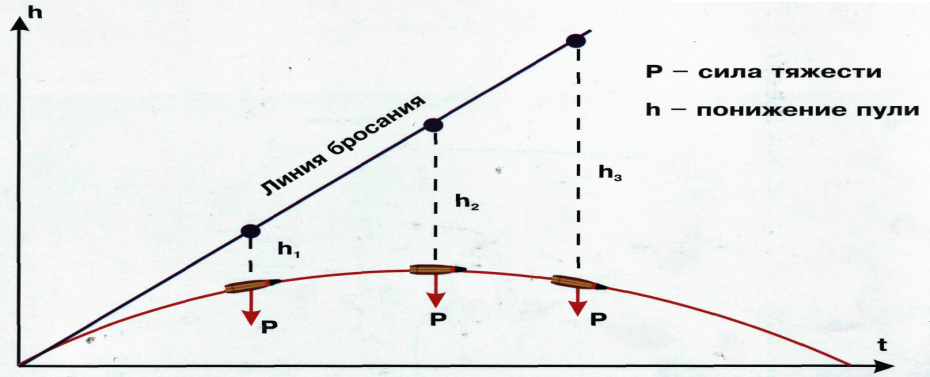 h
P – сила тяжести
h – понижение пули
Линия бросания
h₁
h₂
h₃
P
P
P
t